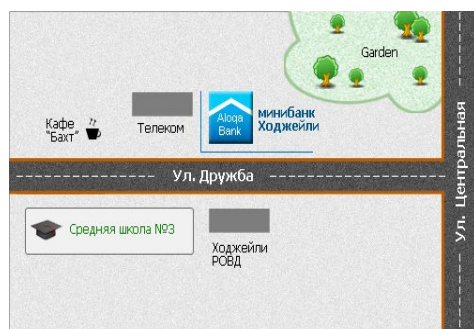 Garden
Кафе
"Бахт"
Телеком
Aloqa
Bank
минибанк
Ходжейли
Ул. Дружба
Ул. Центральная
Средняя школа №3
Ходжейли
РОВД